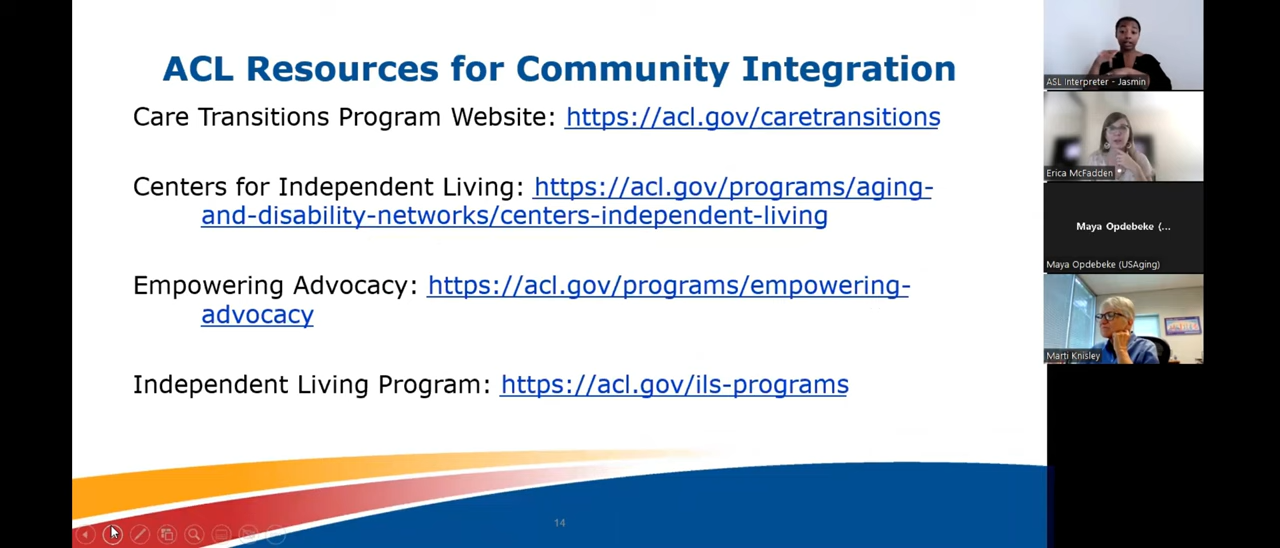 ACL Resources for Community Integration
Care Transitions Program Website: https://acl.gov/caretransitions
Centers for Independent Living: https://acl.gov/programs/aging-
and-disability-networks/centers-independent-living
Empowering Advocacy: https://acl.gov/programs/empowering-
advocacy
Independent Living Program: https://acl.gov/ils-programs
14
ASL Interpreter - Jasmin
Erica McFadden
Maya Opdebeke (...
Maya Opdebeke (USAging)
Marti Knisley